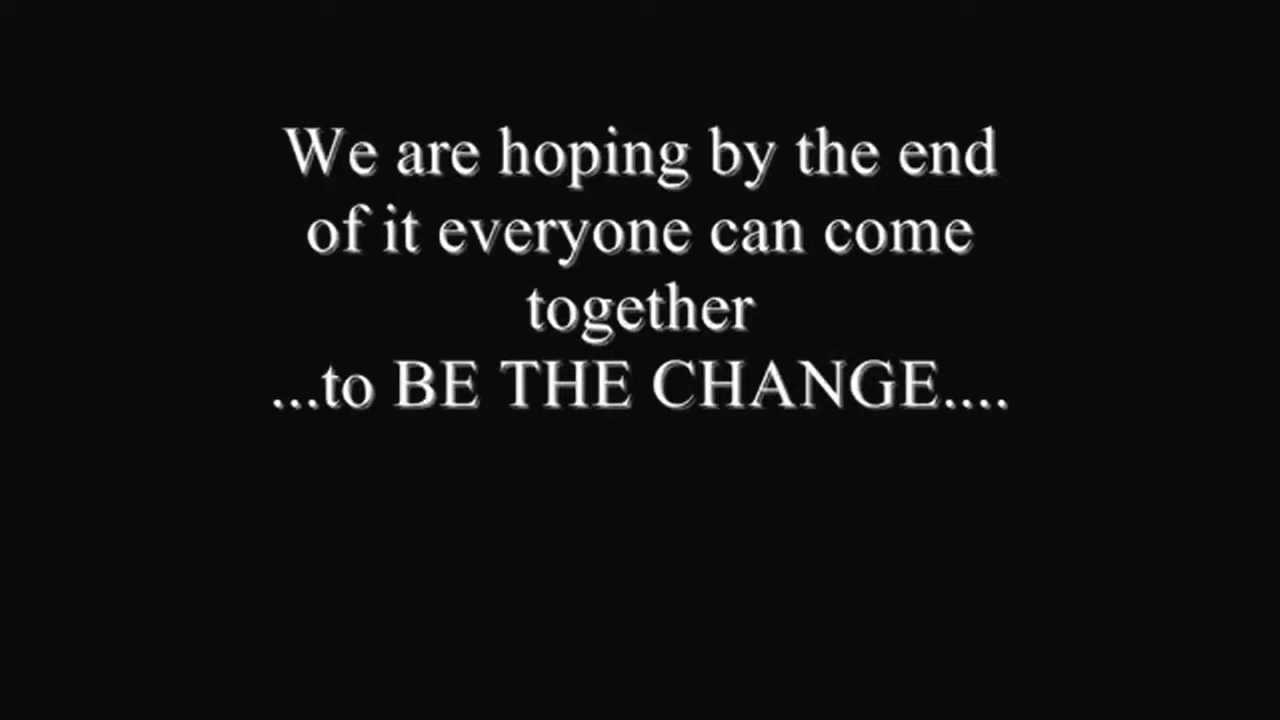 We are hoping by the end
of it everyone can come
together
...to BE THE CHANGE....